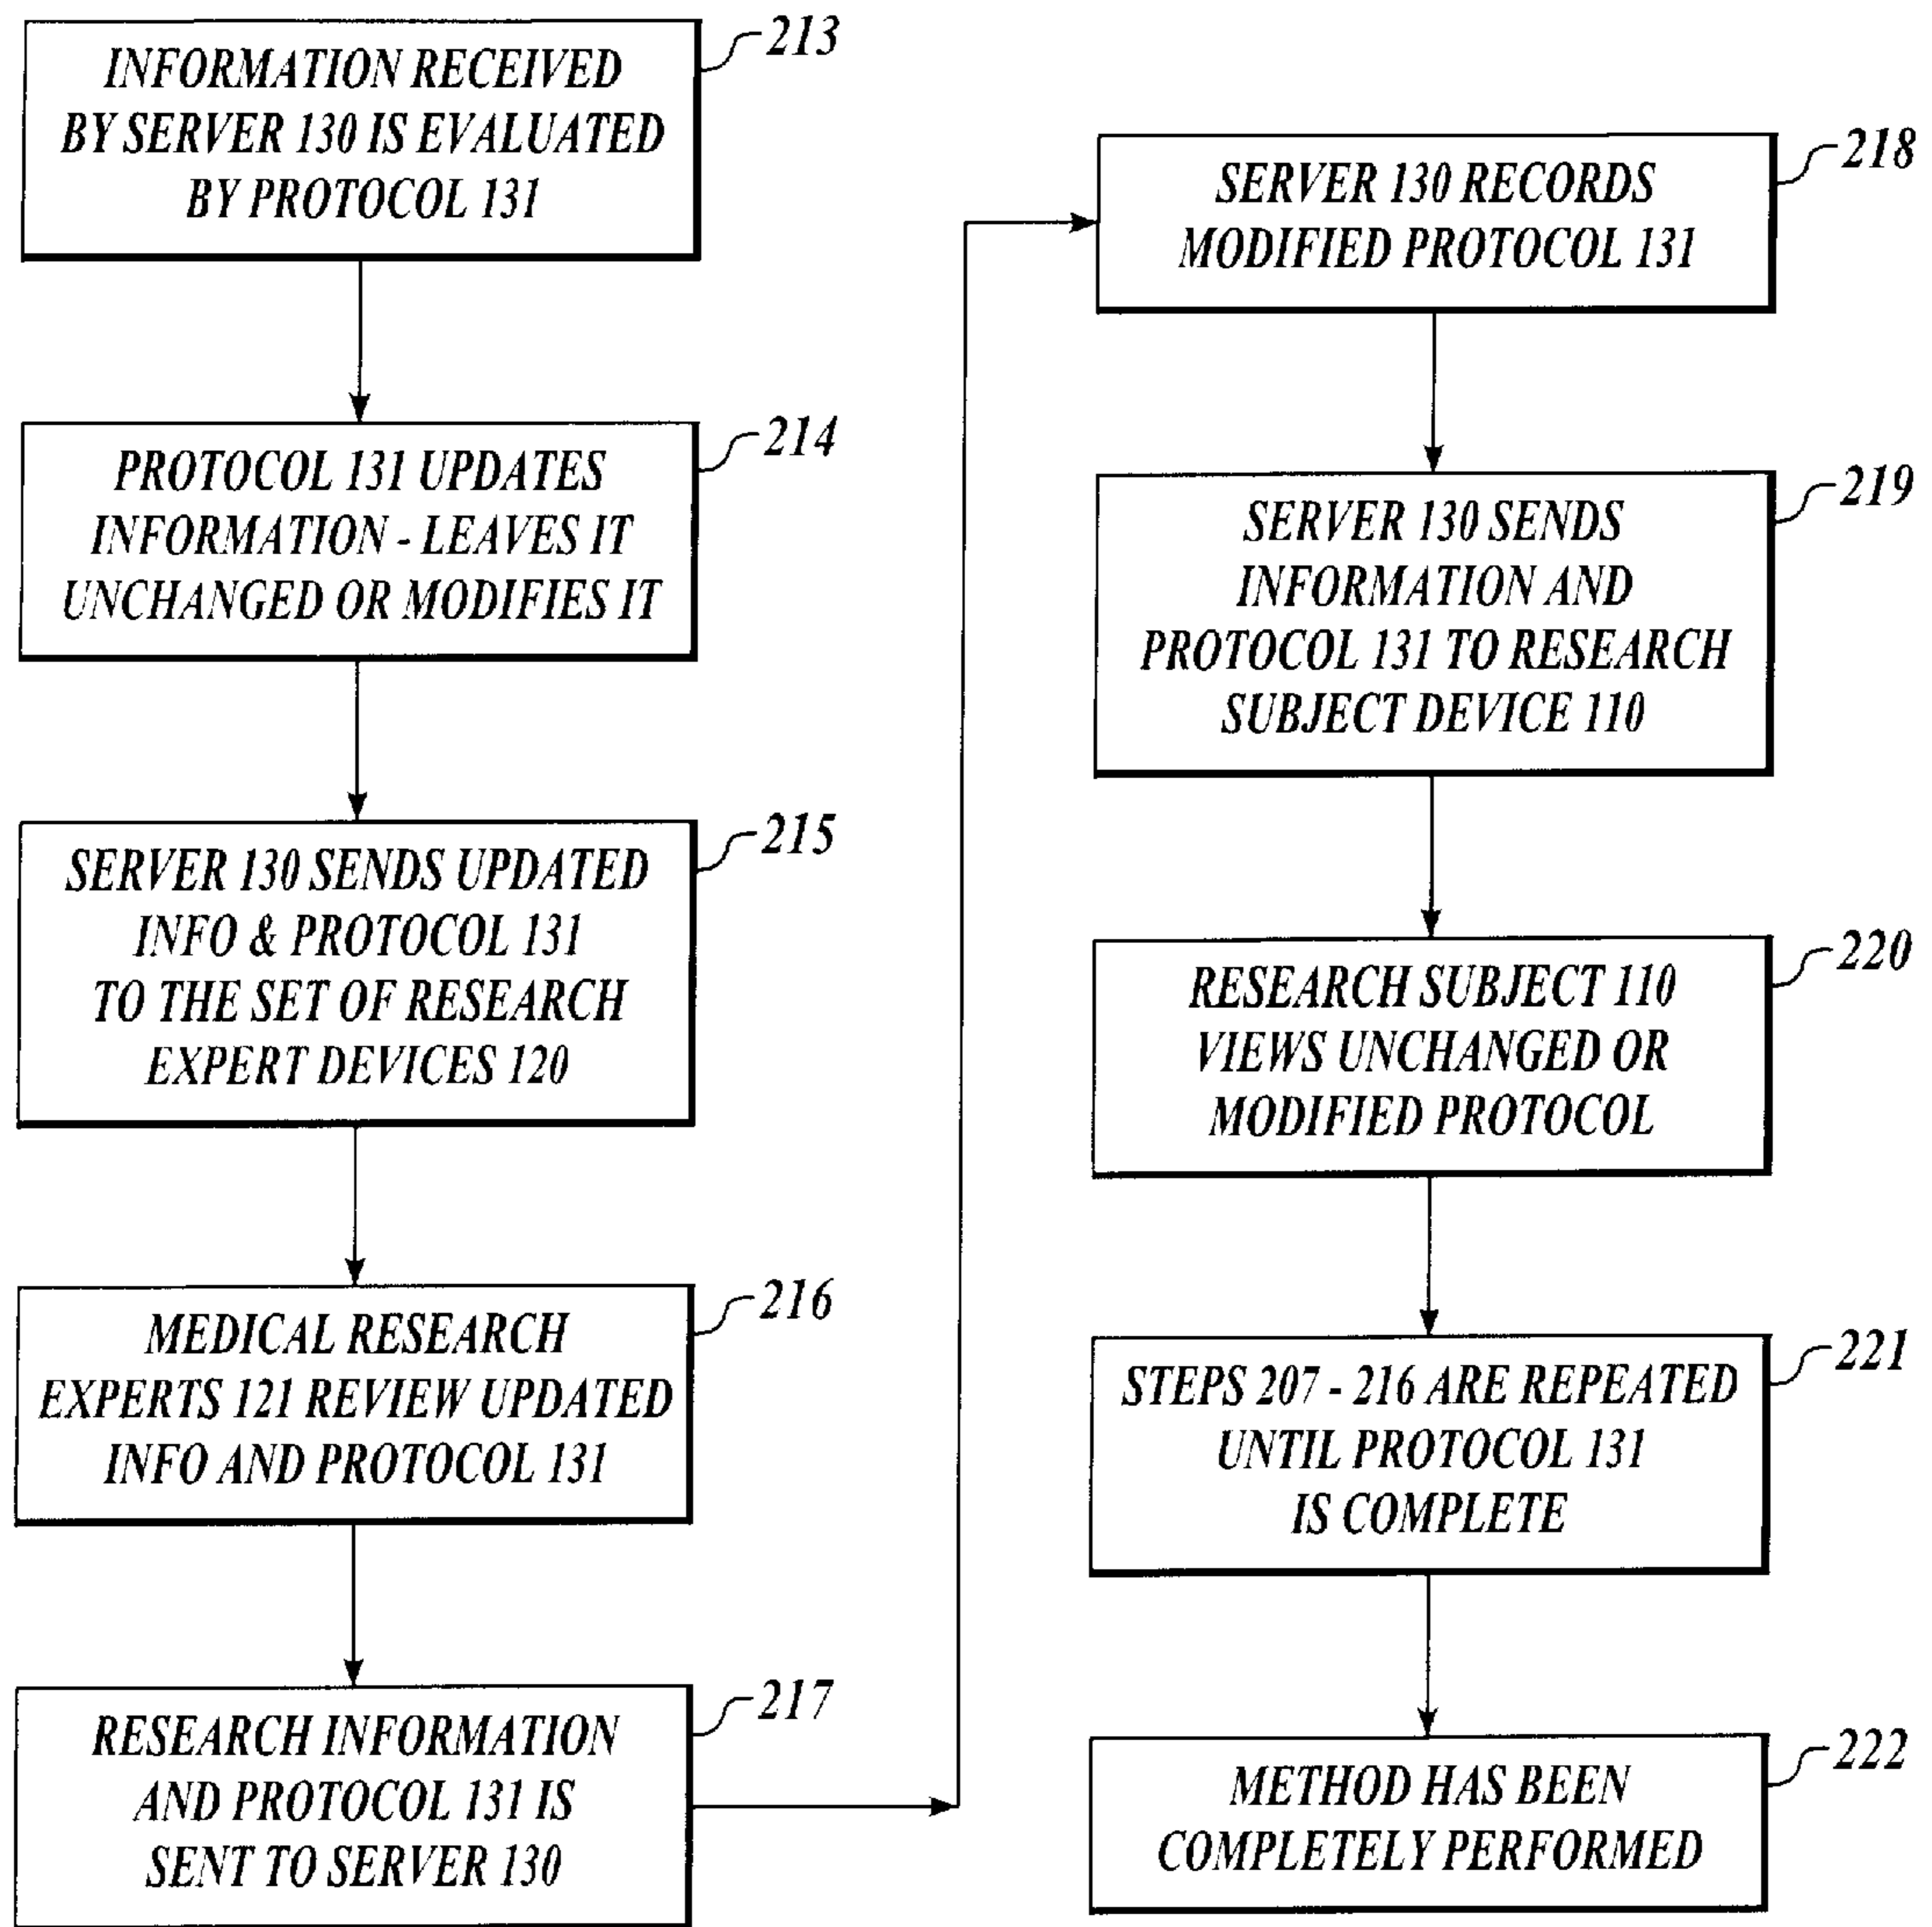 213
INFORMATION RECEIVED
BY SERVER 130 IS EVALUATED
BY PROTOCOL 131
214
PROTOCOL 131 UPDATES
INFORMATION - LEAVES IT
UNCHANGED OR MODIFIES IT
215
SERVER 130 SENDS UPDATED
INFO & PROTOCOL 131
TO THE SET OF RESEARCH
EXPERT DEVICES 120
216
MEDICAL RESEARCH
EXPERTS 121 REVIEW UPDATED
INFO AND PROTOCOL 131
217
RESEARCH INFORMATION
AND PROTOCOL 131 IS
SENT TO SERVER 130
218
SERVER 130 RECORDS
MODIFIED PROTOCOL 131
219
SERVER 130 SENDS
INFORMATION AND
PROTOCOL 131 TO RESEARCH
SUBJECT DEVICE 110
220
RESEARCH SUBJECT 110
VIEWS UNCHANGED OR
MODIFIED PROTOCOL
221
STEPS 207 - 216 ARE REPEATED
UNTIL PROTOCOL 131
IS COMPLETE
222
METHOD HAS BEEN
COMPLETELY PERFORMED